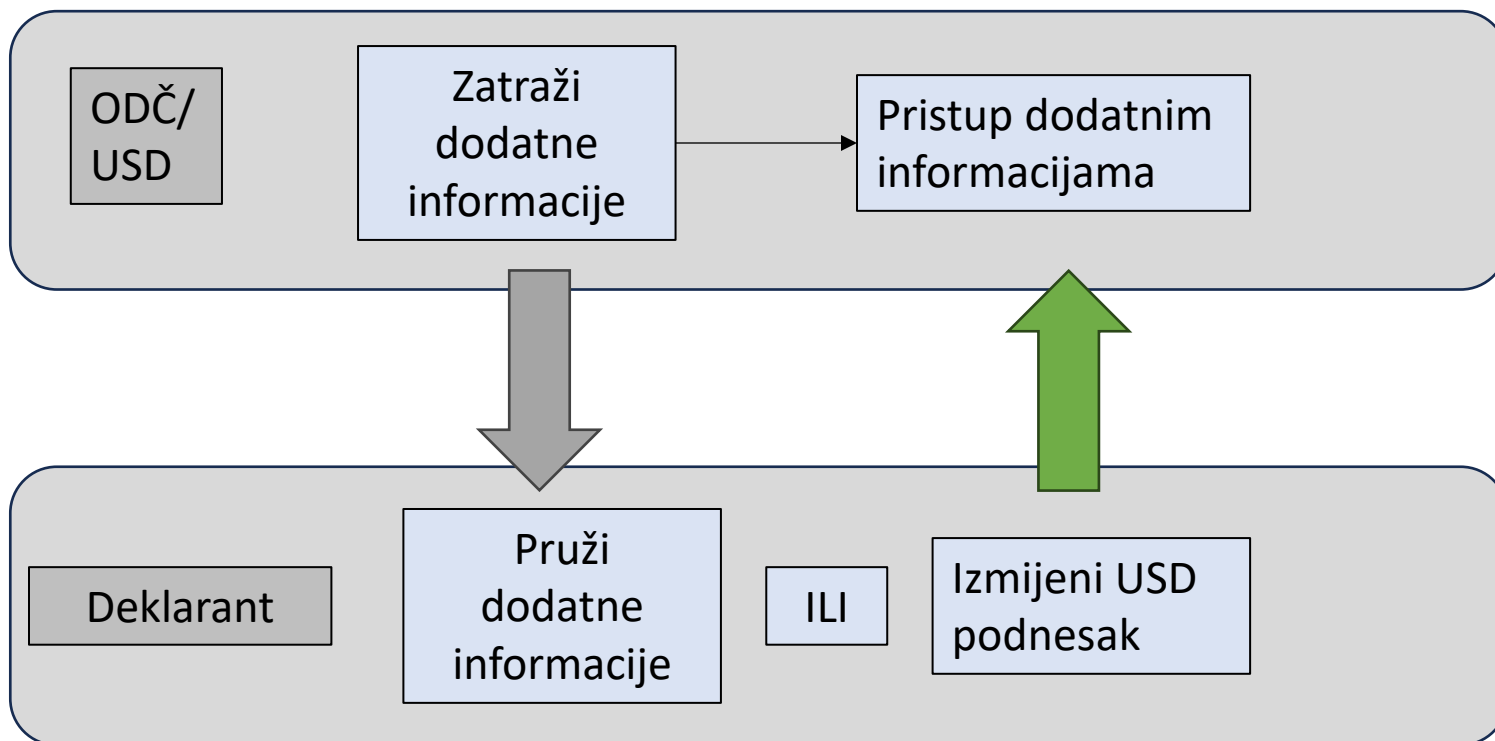 ODČ/
USD
Zatraži
dodatne
informacije
Pristup dodatnim
informacijama
Deklarant
Pruži
dodatne
informacije
ILI
Izmijeni USD
podnesak